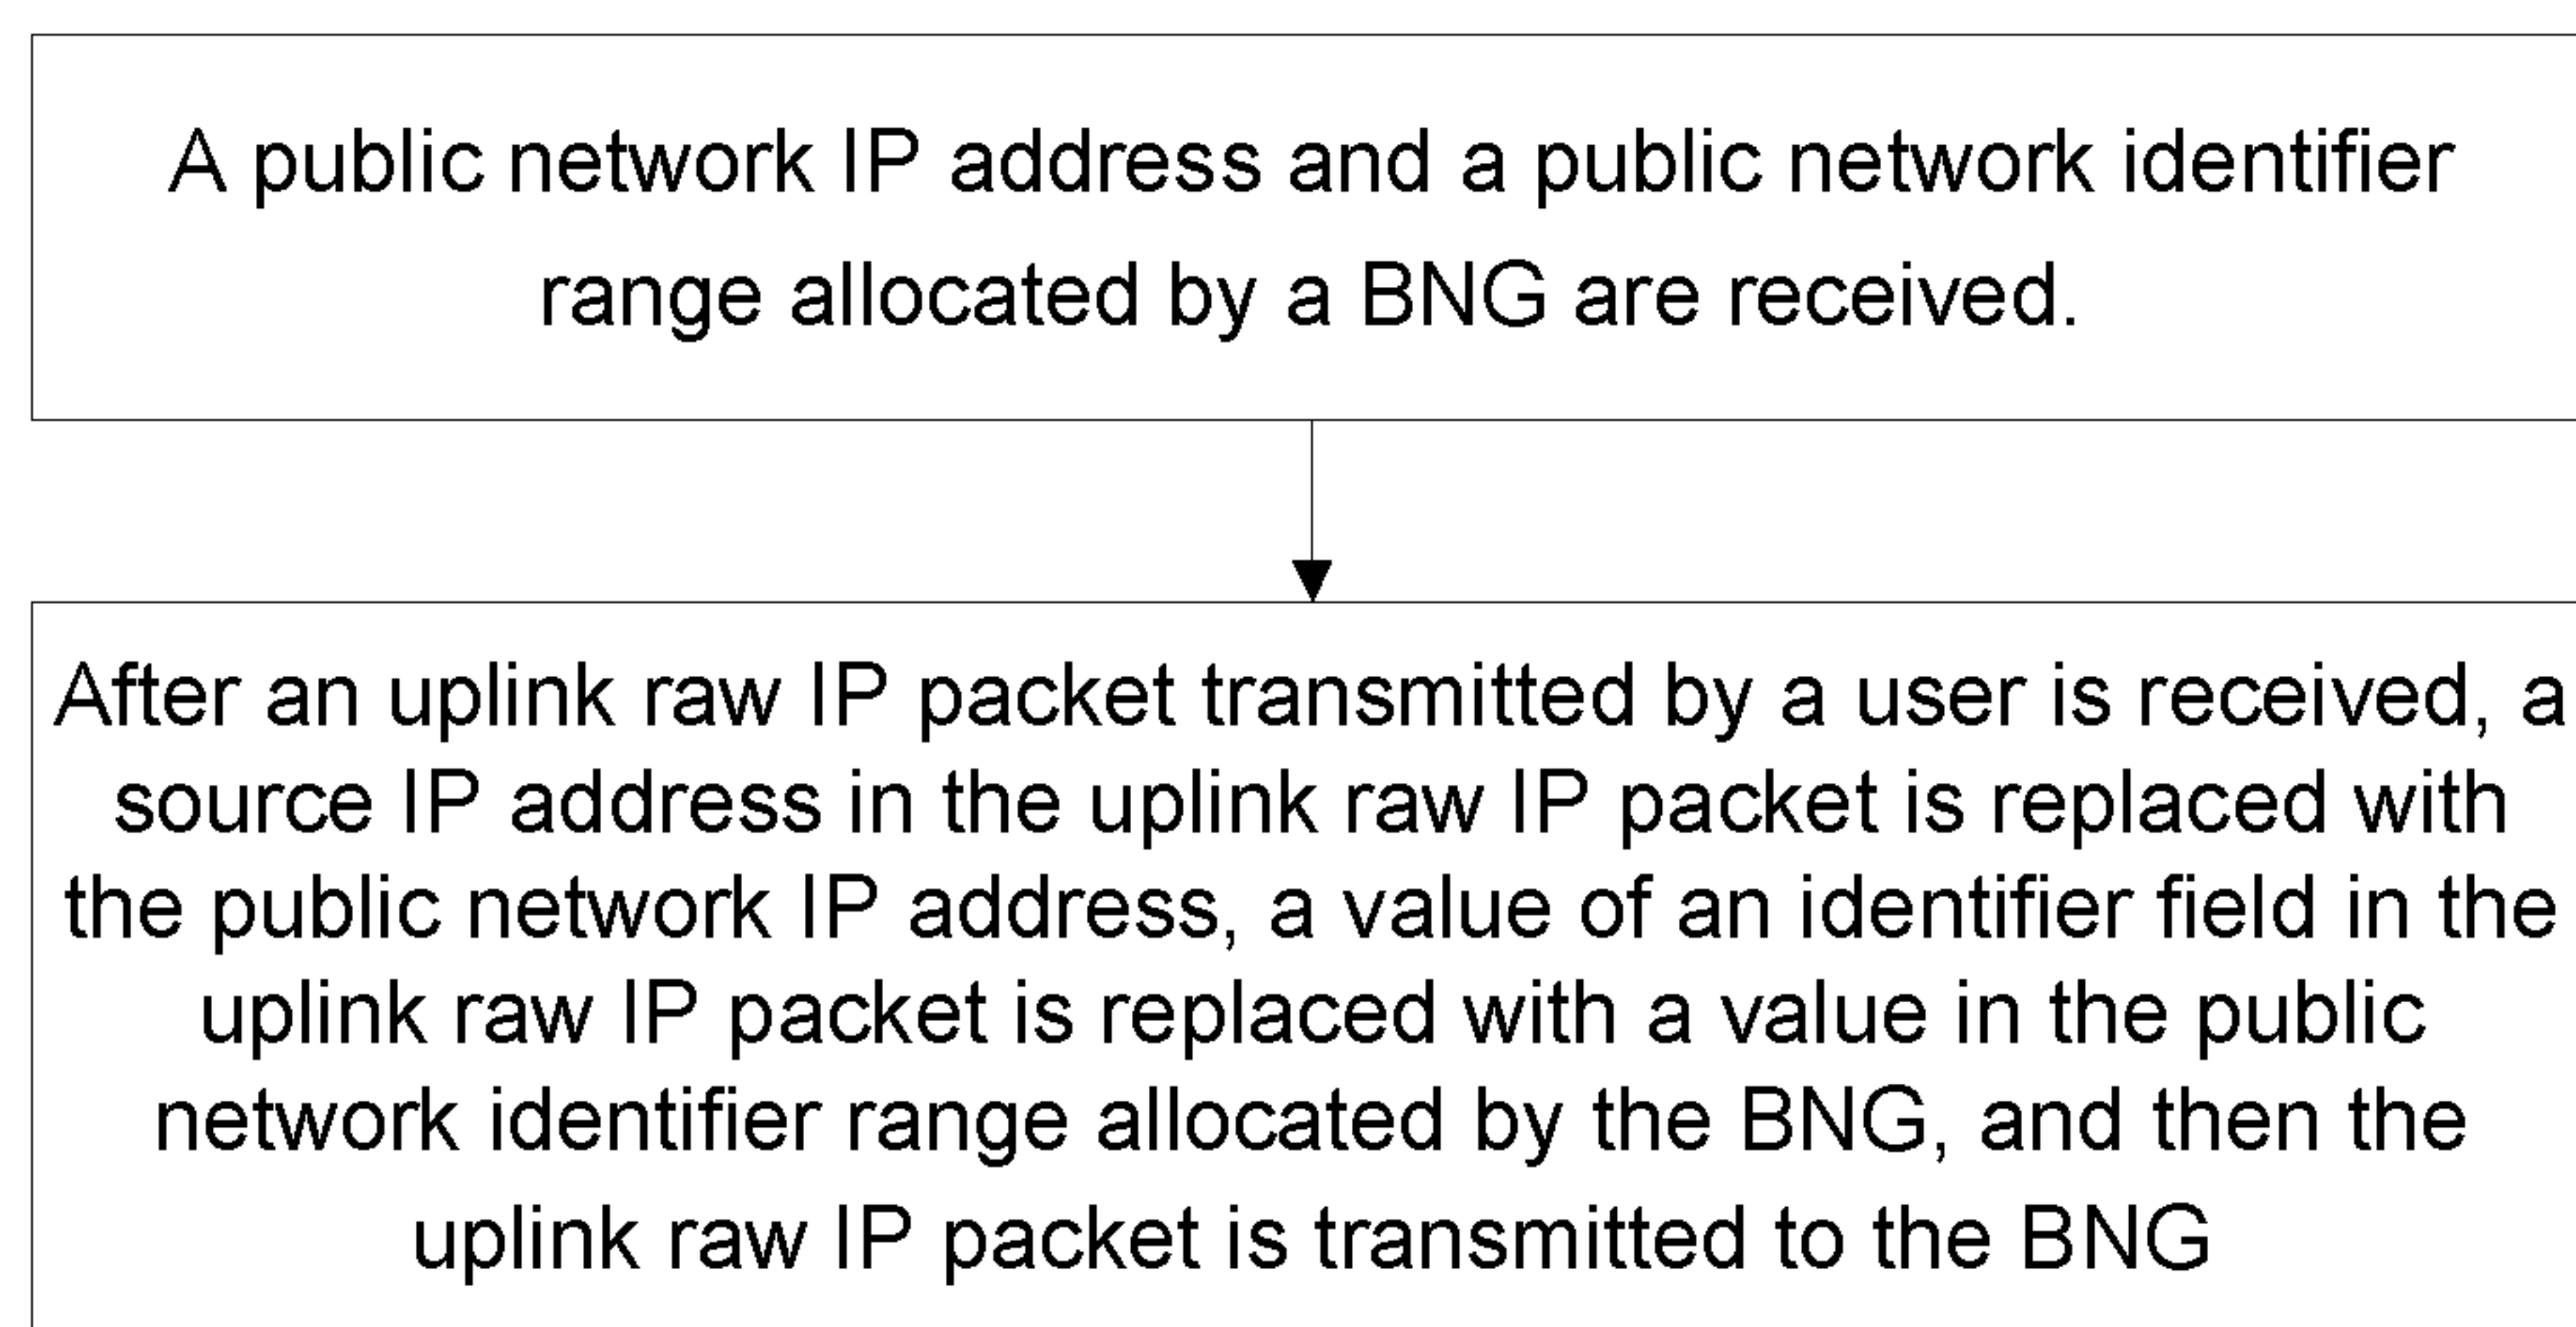 A public network IP address and a public network identifier
range allocated by a BNG are received.
After an uplink raw IP packet transmitted by a user is received, a
source IP address in the uplink raw IP packet is replaced with
the public network IP address, a value of an identifier field in the
uplink raw IP packet is replaced with a value in the public
network identifier range allocated by the BNG, and then the
uplink raw IP packet is transmitted to the BNG